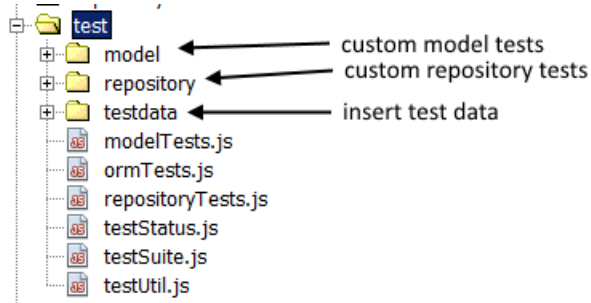 test
model
custom model tests
repository
custom repository tests
testdata
insert test data
modelTests.js
ormTests.js
repositoryTests.js
testStatus.js
testSuite.js
testUtil.js